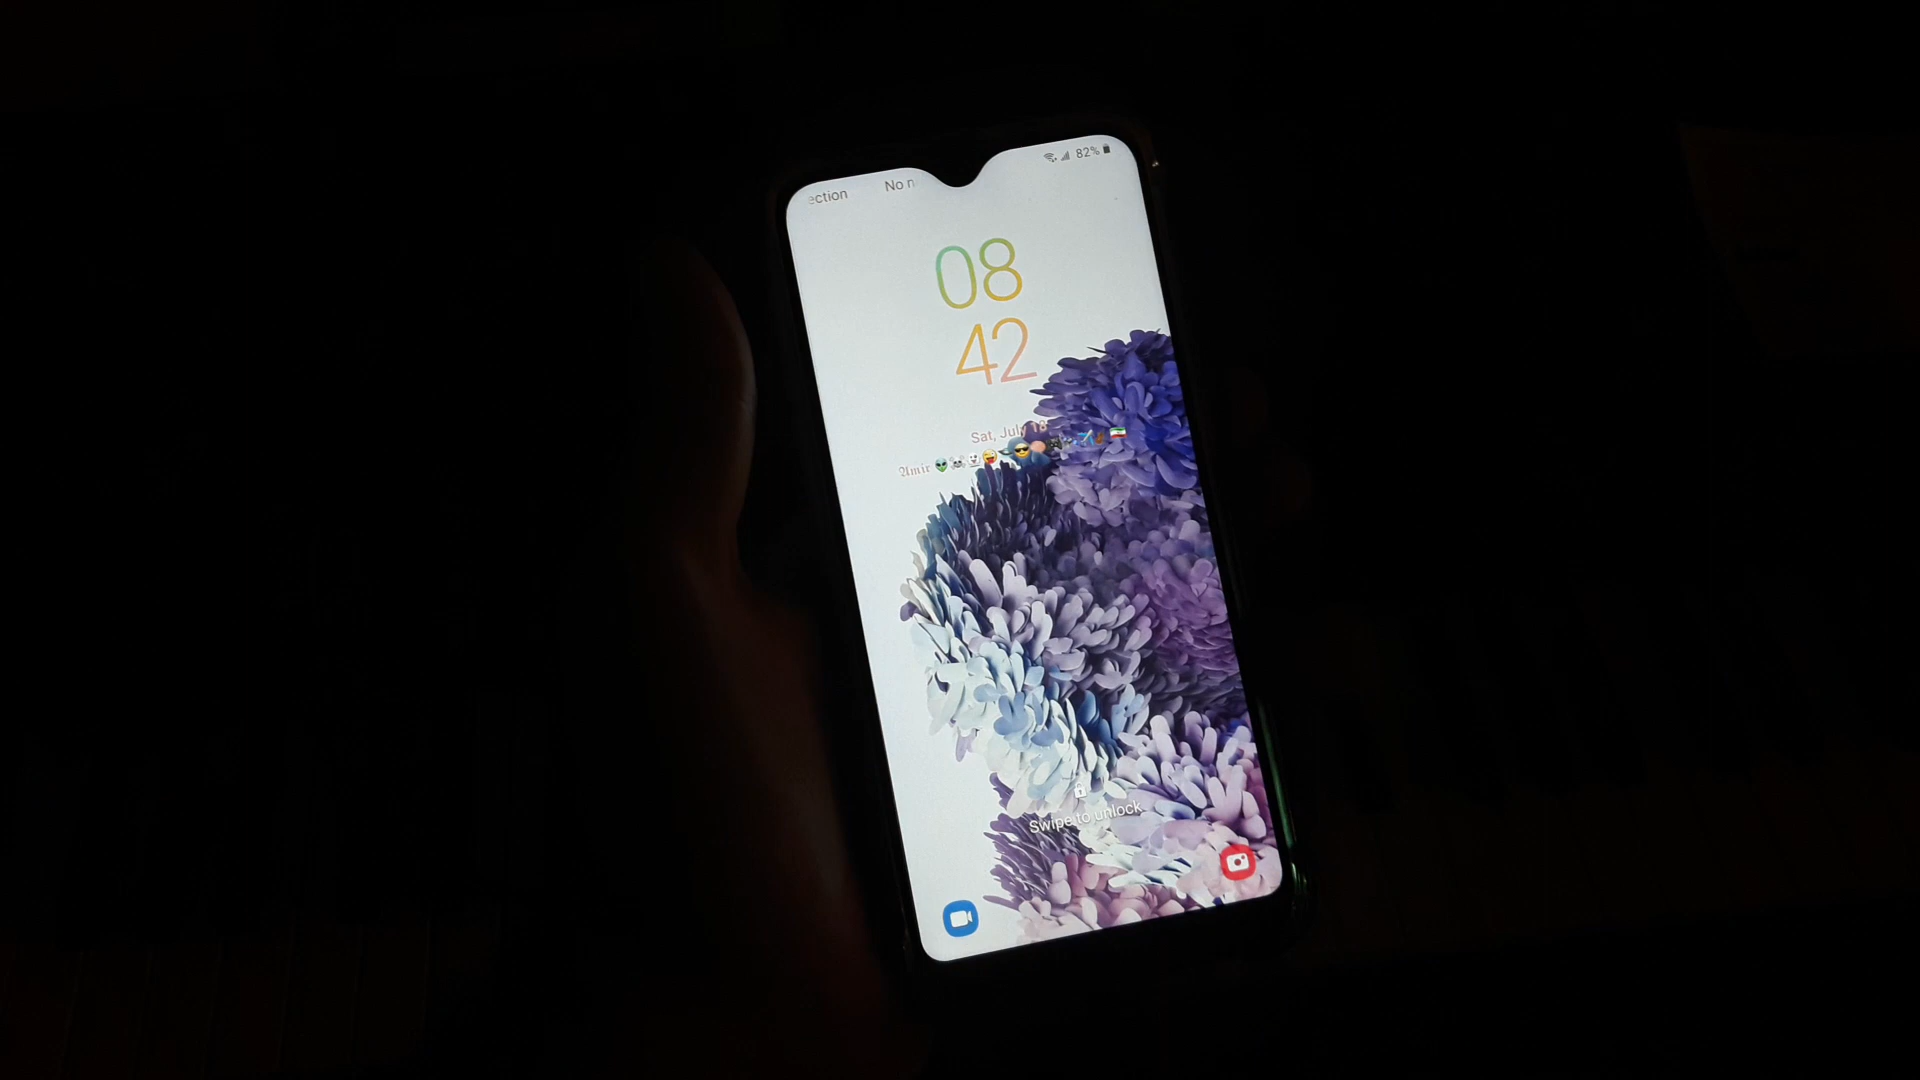 ection No n
82%
08
42
Sat, July 18
𝔄𝔪𝔦𝔯
Swipe to unlock